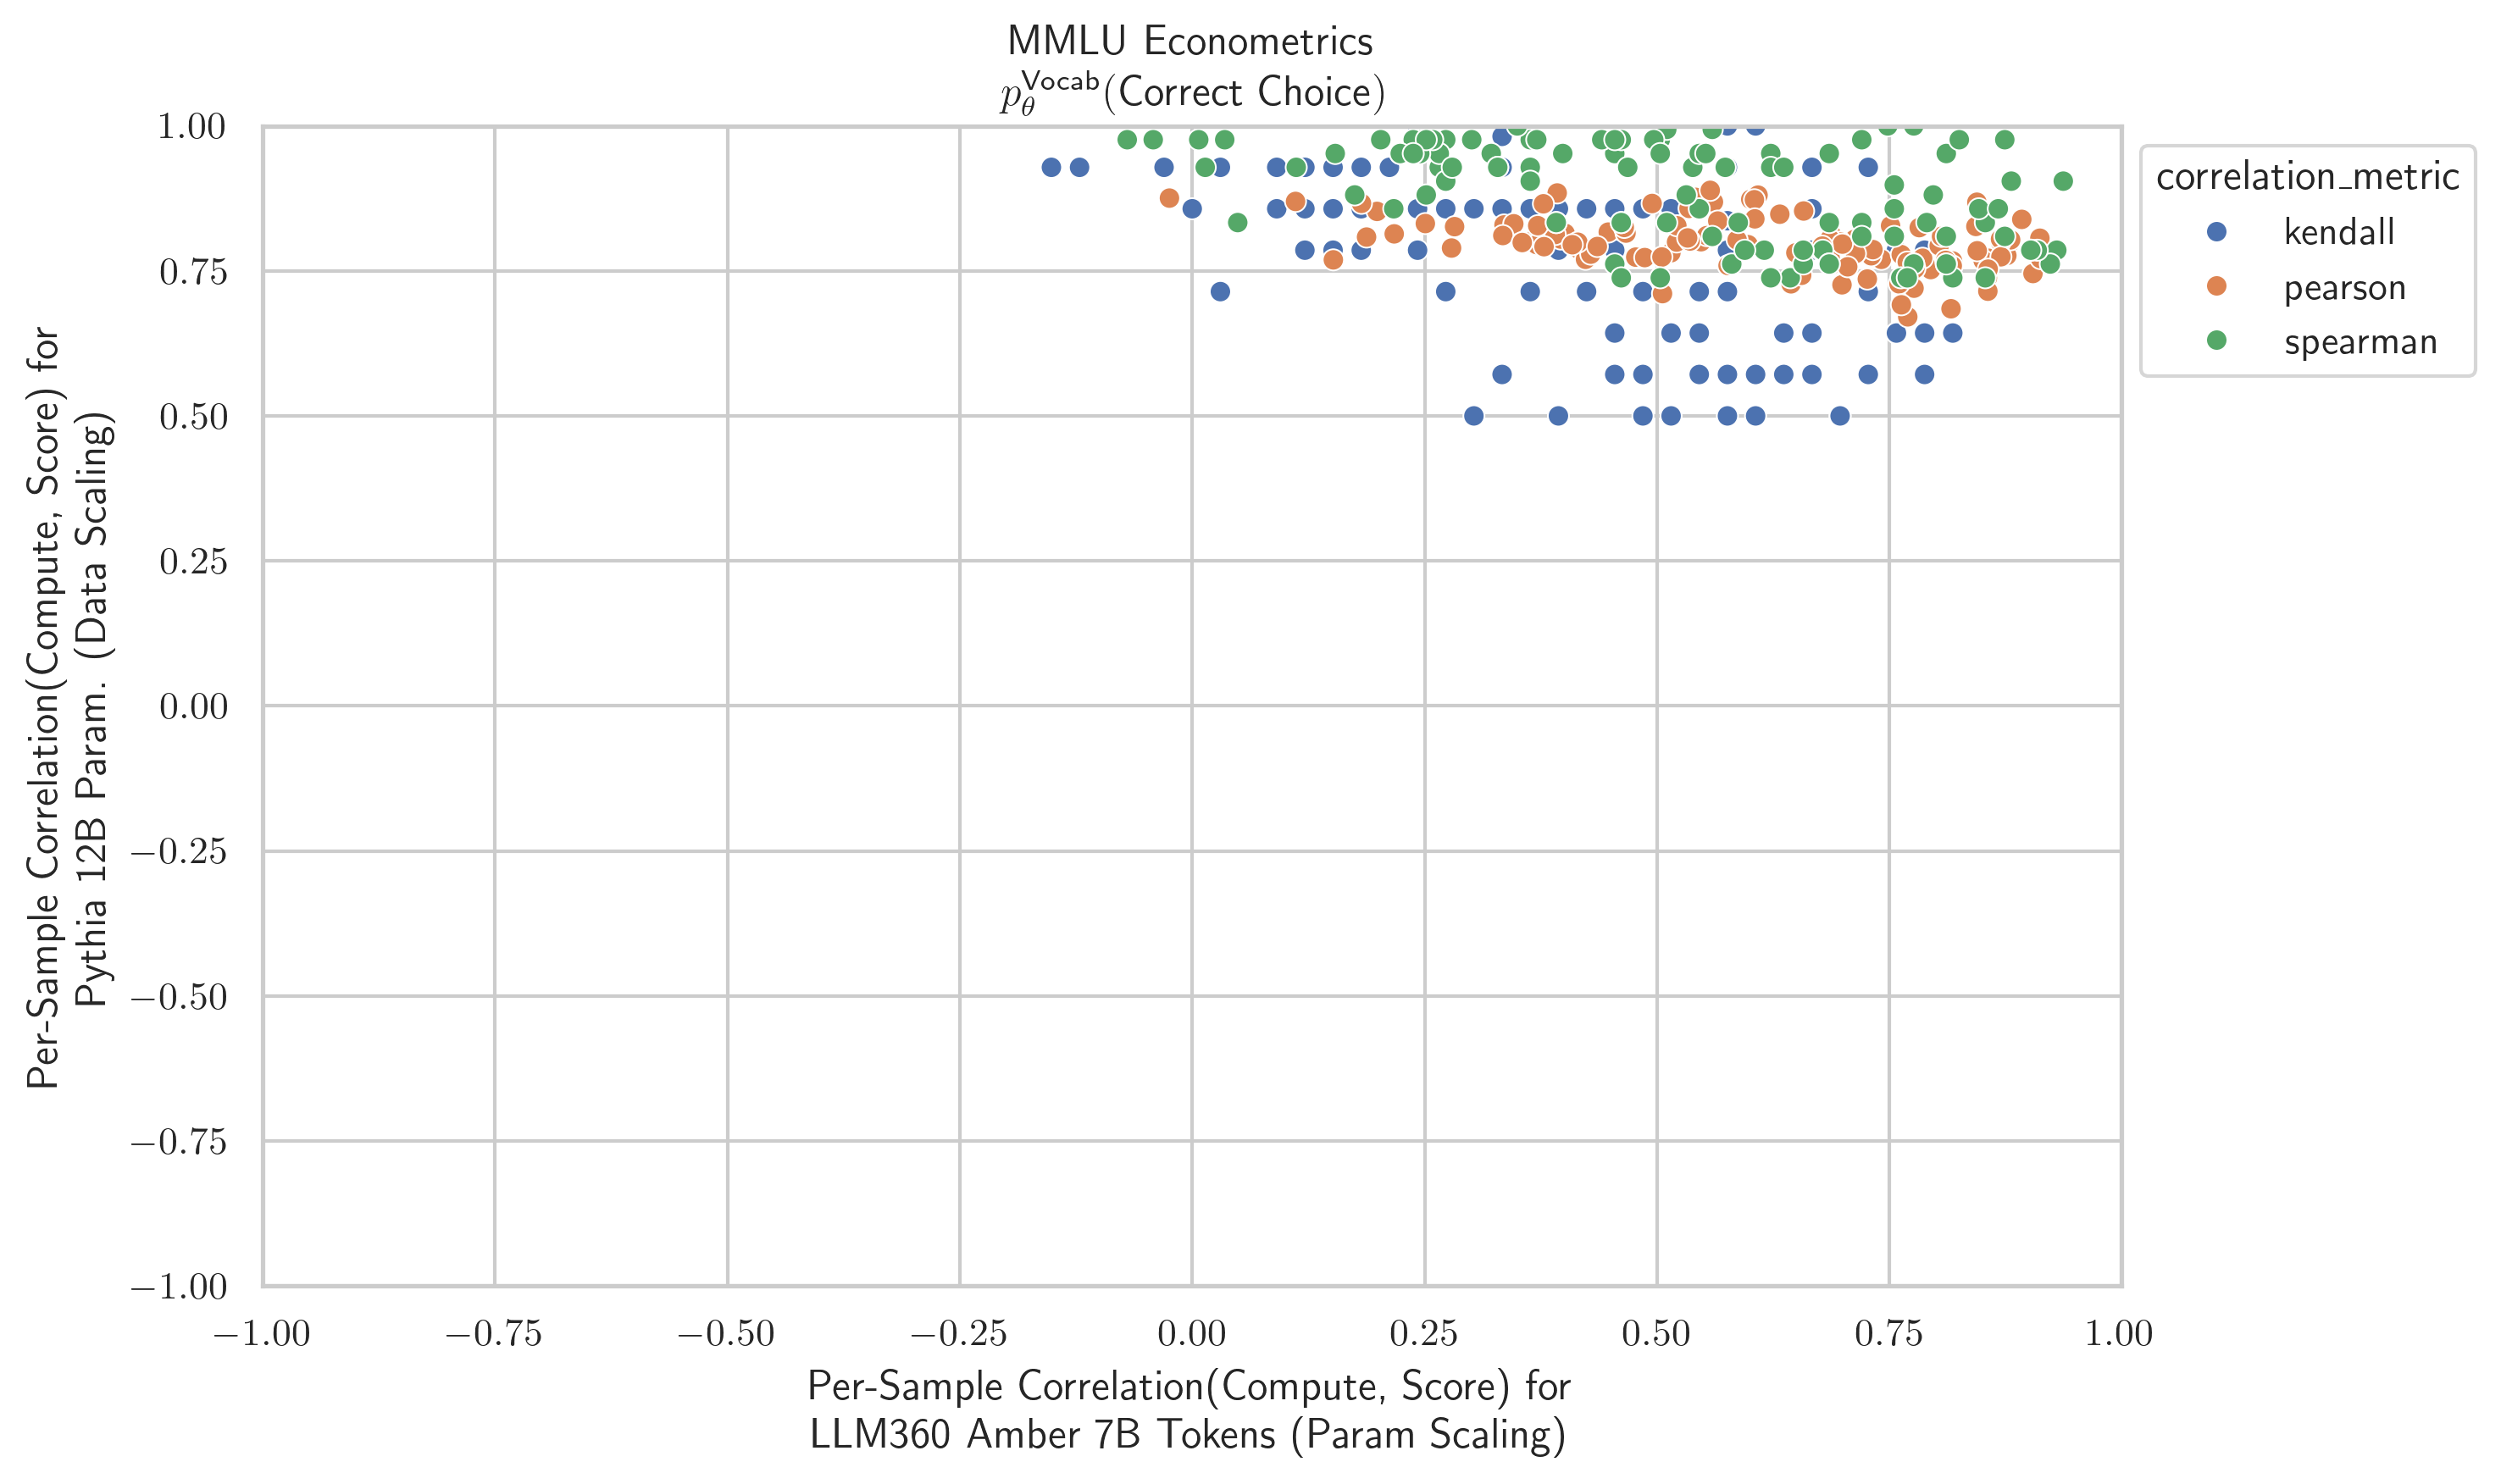 MMLU Econometrics
p_θ^Vocab(Correct Choice)
1.00
0.75
0.50
0.25
0.00
−0.25
−0.50
−0.75
−1.00
Per-Sample Correlation(Compute, Score) for
Pythia 12B Param. (Data Scaling)
−1.00
−0.75
−0.50
−0.25
0.00
0.25
0.50
0.75
1.00
Per-Sample Correlation(Compute, Score) for
LLM360 Amber 7B Tokens (Param Scaling)
correlation_metric
kendall
pearson
spearman